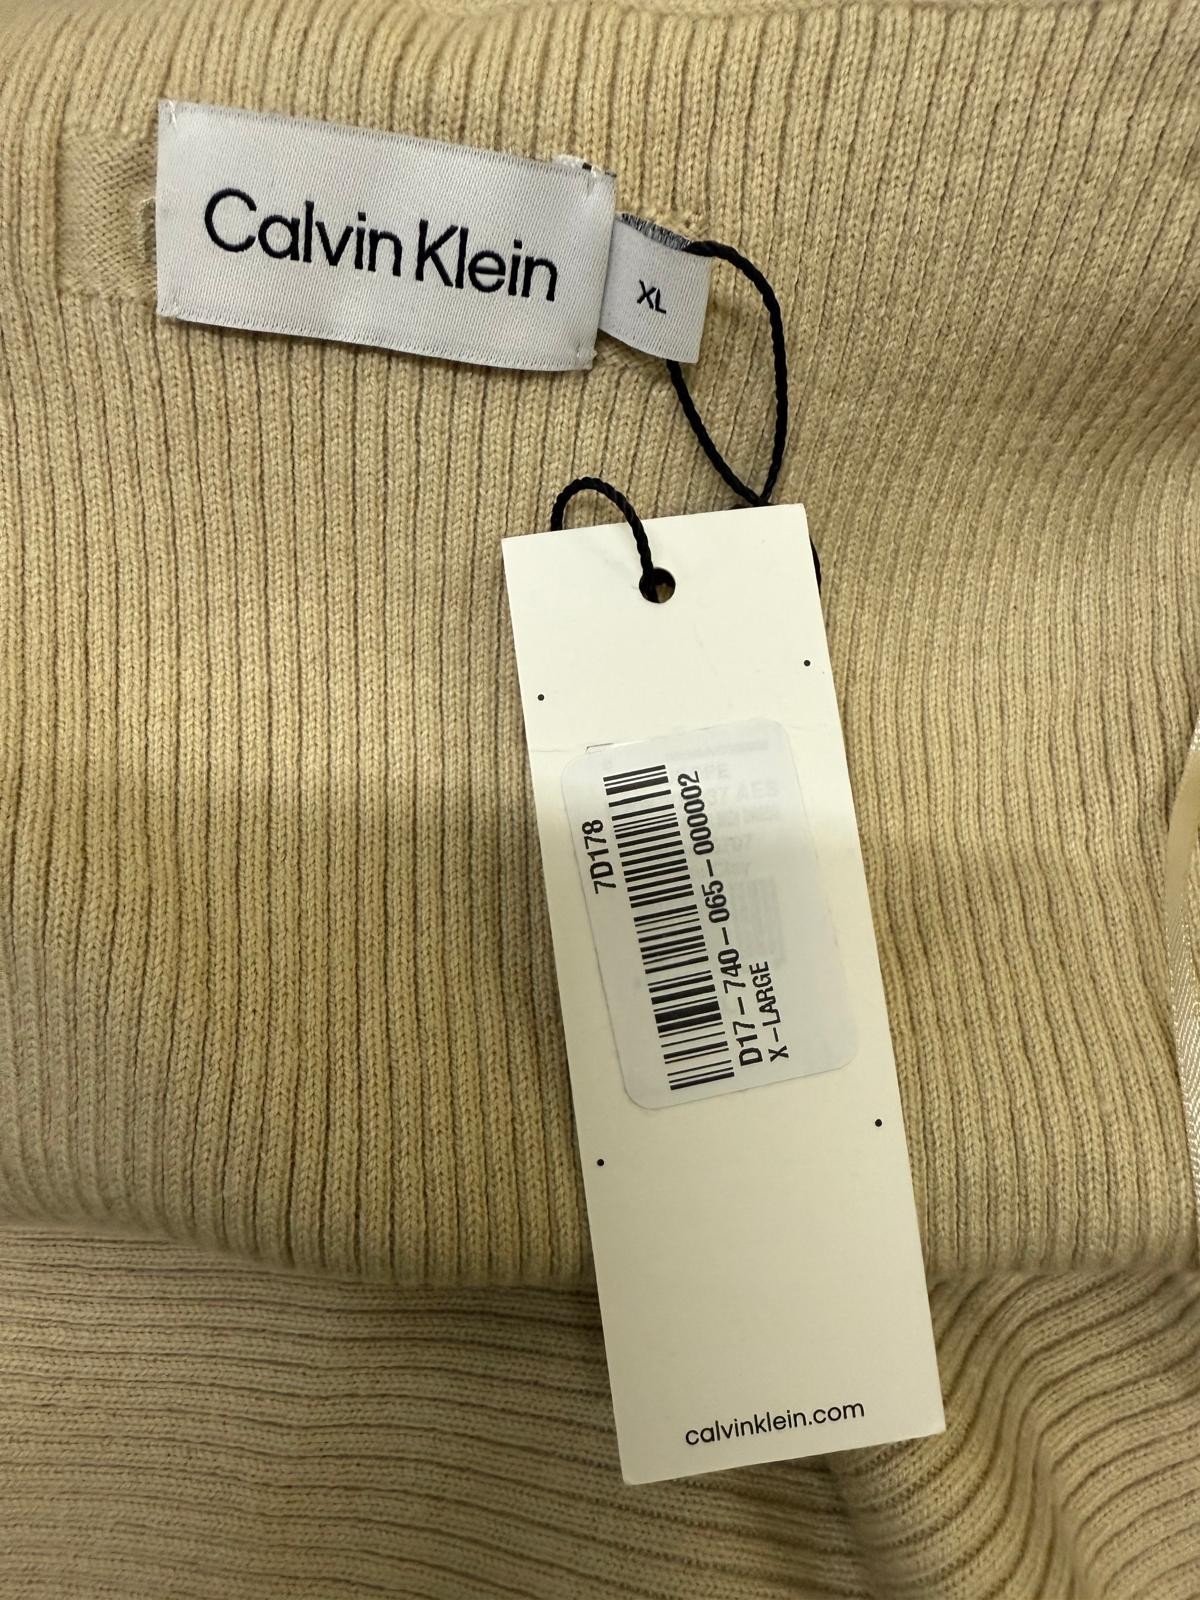 Calvin Klein
XL
7D178
D17-740-065-000002
X-LARGE
calvinklein.com